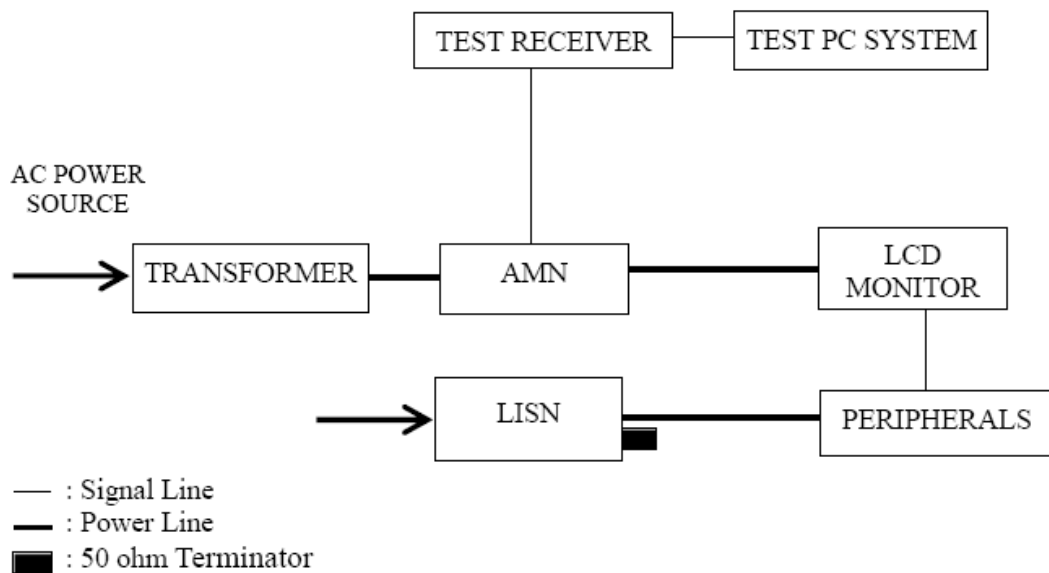 TEST RECEIVER
TEST PC SYSTEM
AC POWER
SOURCE
TRANSFORMER
AMN
LCD
MONITOR
LISN
PERIPHERALS
: Signal Line
: Power Line
: 50 ohm Terminator